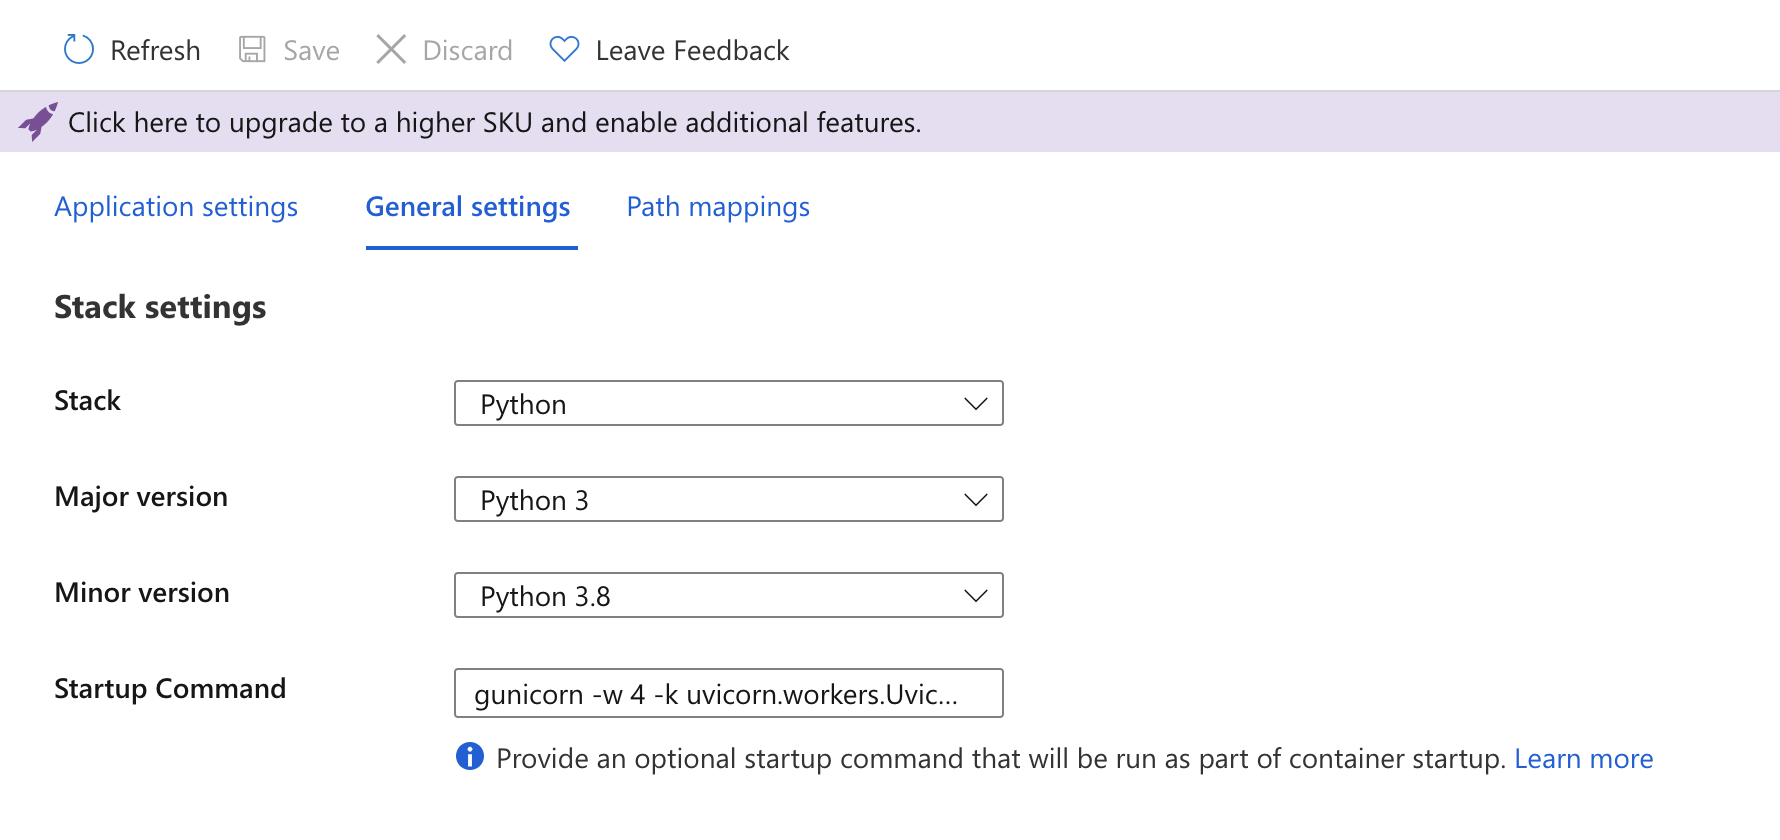 Refresh Save Discard Leave Feedback
Click here to upgrade to a higher SKU and enable additional features.
Application settings General settings Path mappings
Stack settings
Stack Python
Major version Python 3
Minor version Python 3.8
Startup Command gunicorn -w 4 -k uvicorn.workers.Uvic...
Provide an optional startup command that will be run as part of container startup. Learn more